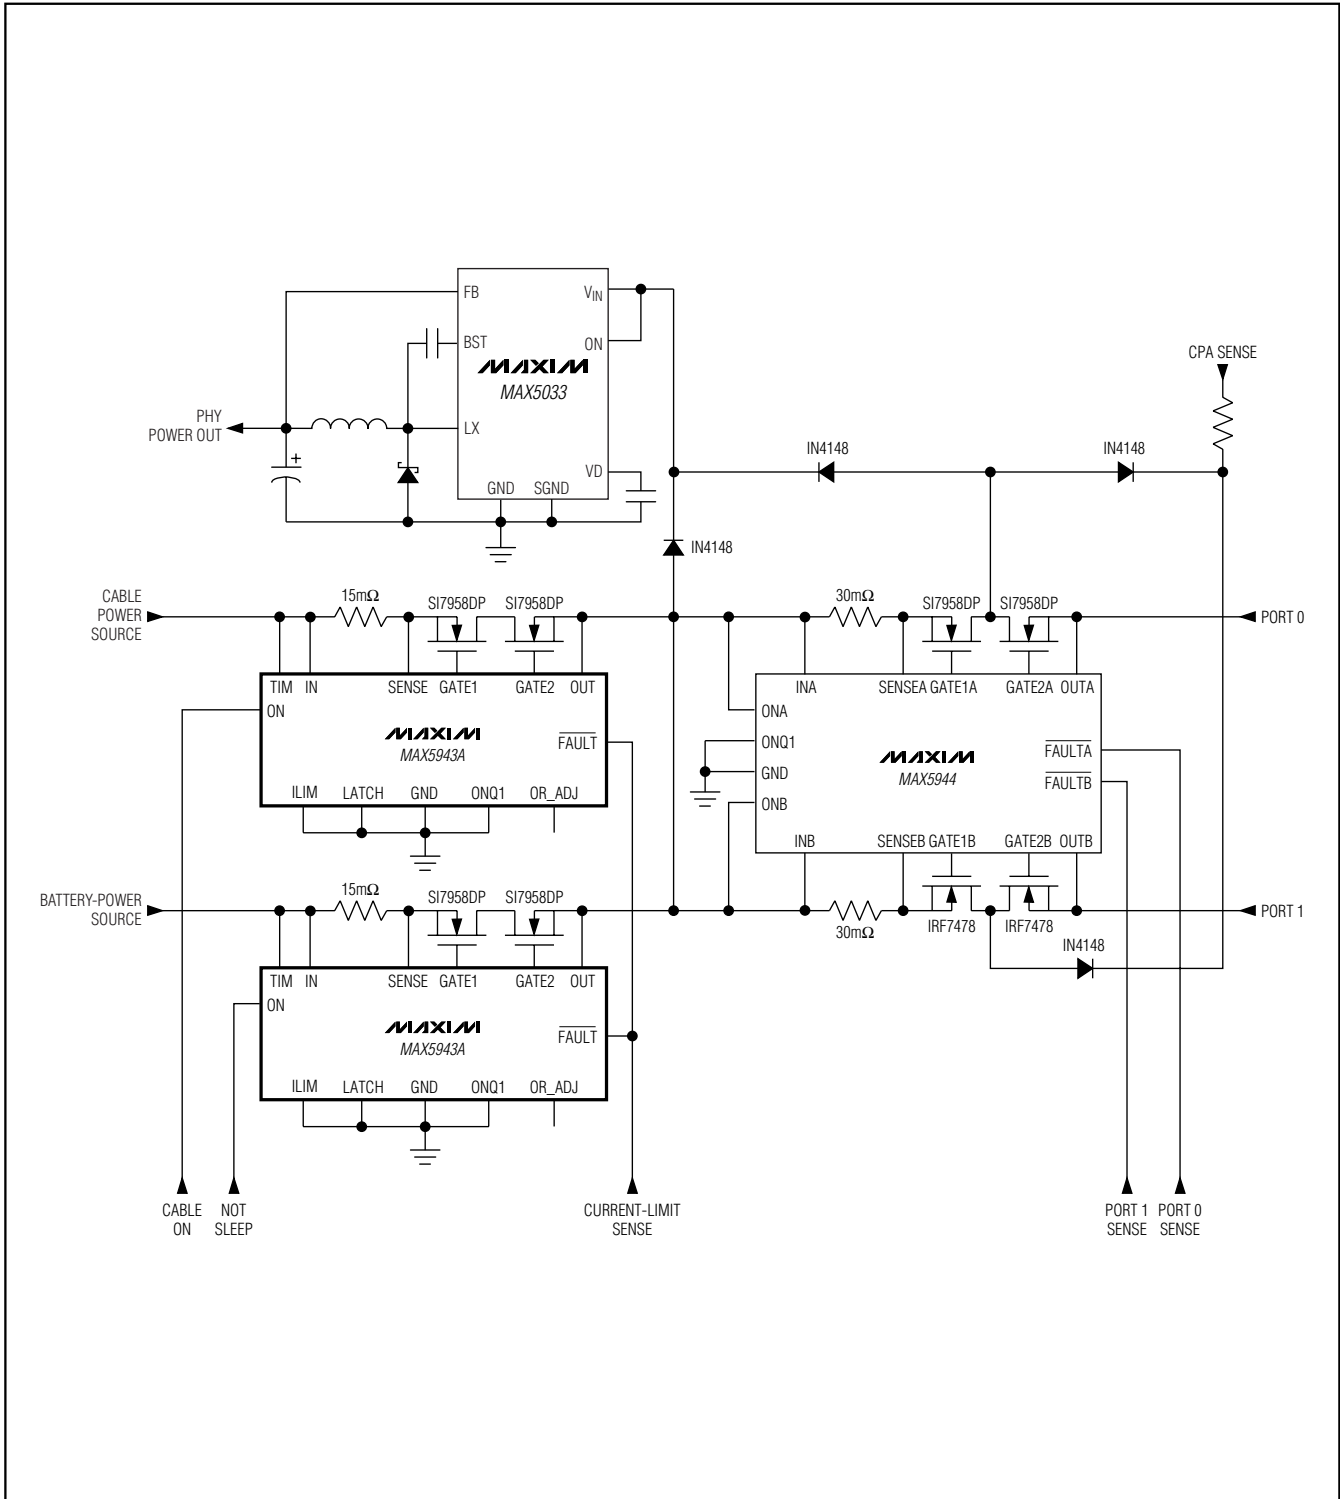 FB
VIN
BST
ON
MAXIM
MAX5033
CPA SENSE
PHY
POWER OUT
+
LX
IN4148
IN4148
VD
GND
SGND
IN4148
CABLE
POWER
SOURCE
15mΩ
SI7958DP
SI7958DP
30mΩ
SI7958DP
SI7958DP
PORT 0
TIM
IN
SENSE
GATE1
GATE2
OUT
INA
SENSEA
GATE1A
GATE2A
OUTA
ON
ONA
MAXIM
MAX5943A
FAULT
ONQ1
MAXIM
MAX5944
FAULTA
GND
FAULTB
ILIM
LATCH
GND
ONQ1
OR_ADJ
ONB
INB
SENSEB
GATE1B
GATE2B
OUTB
BATTERY-POWER
SOURCE
15mΩ
SI7958DP
SI7958DP
30mΩ
IRF7478
IRF7478
PORT 1
IN4148
TIM
IN
SENSE
GATE1
GATE2
OUT
ON
MAXIM
MAX5943A
FAULT
ILIM
LATCH
GND
ONQ1
OR_ADJ
CABLE
ON
NOT
SLEEP
CURRENT-LIMIT
SENSE
PORT 1
SENSE
PORT 0
SENSE